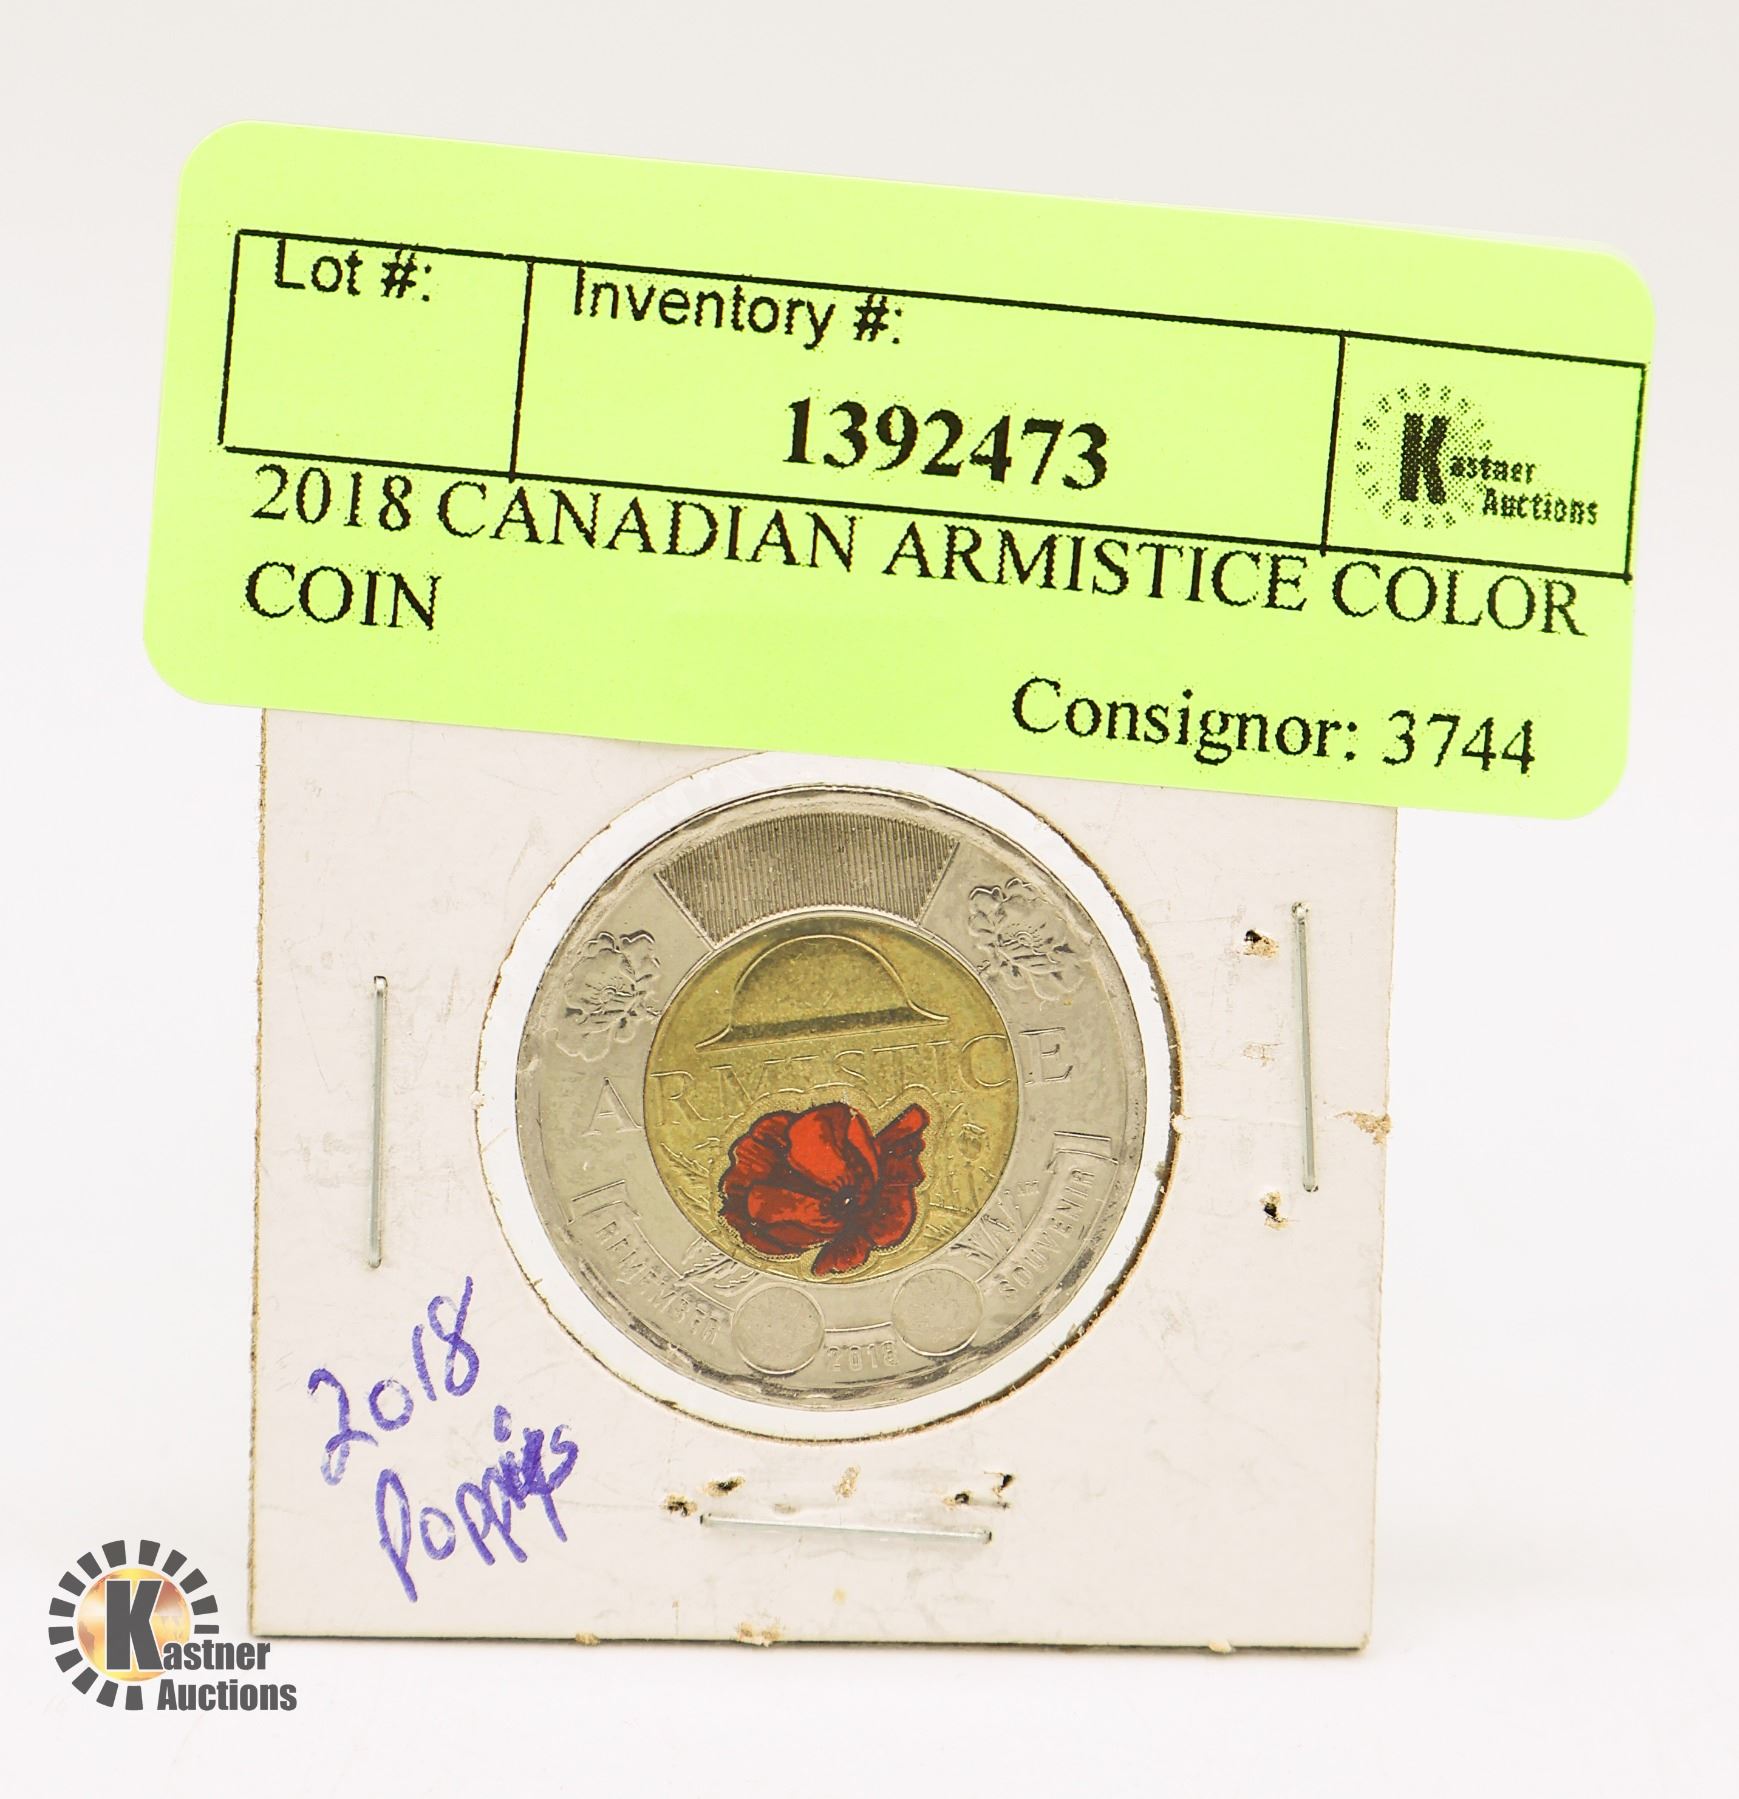 Lot #:
Inventory #:
1392473
Kastner
Auctions
2018 CANADIAN ARMISTICE COLOR
COIN
Consignor: 3744
ARMISTICE
REMEMBER
SOUVENIR
2018
2018
Poppies
Kastner
Auctions